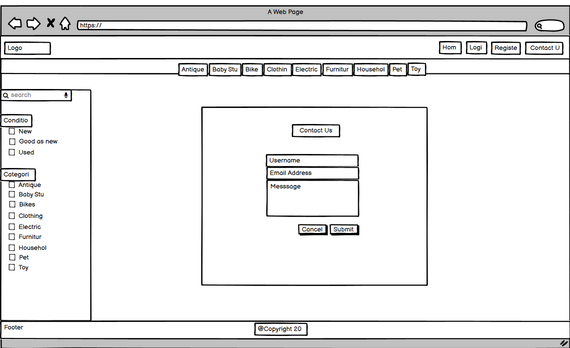 A Web Page
https://
Logo
Hom
Logi
Registe
Contact U
Antique
Baby Stu
Bike
Clothin
Electric
Furnitur
Househol
Pet
Toy
search
Conditio
New
Good as new
Used
Categori
Antique
Baby Stu
Bikes
Clothing
Electric
Furnitur
Househol
Pet
Toy
Contact Us
Username
Email Address
Messsage
Cancel
Submit
Footer
@Copyright 20